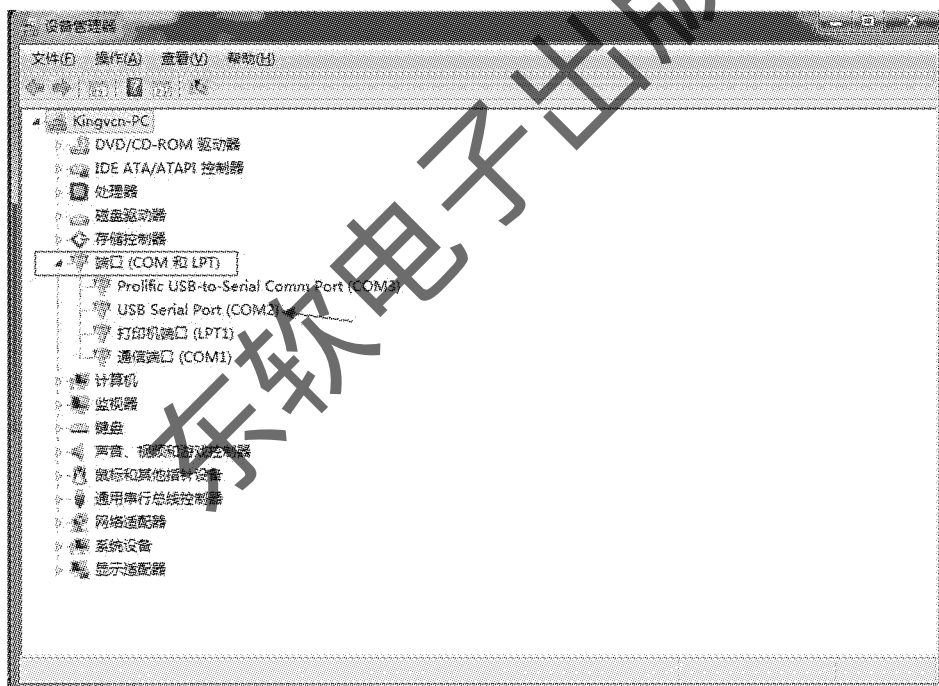 设备管理器
文件(F) 操作(A) 查看(V) 帮助(H)
Kingvcn-PC
DVD/CD-ROM 驱动器
IDE ATA/ATAPI 控制器
处理器
磁盘驱动器
存储控制器
端口 (COM 和 LPT)
Prolific USB-to-Serial Comm Port (COM3)
USB Serial Port (COM2)
打印机端口 (LPT1)
通信端口 (COM1)
计算机
监视器
键盘
声音、视频和游戏控制器
鼠标和其他指针设备
通用串行总线控制器
网络适配器
系统设备
显示适配器
东软电子出版